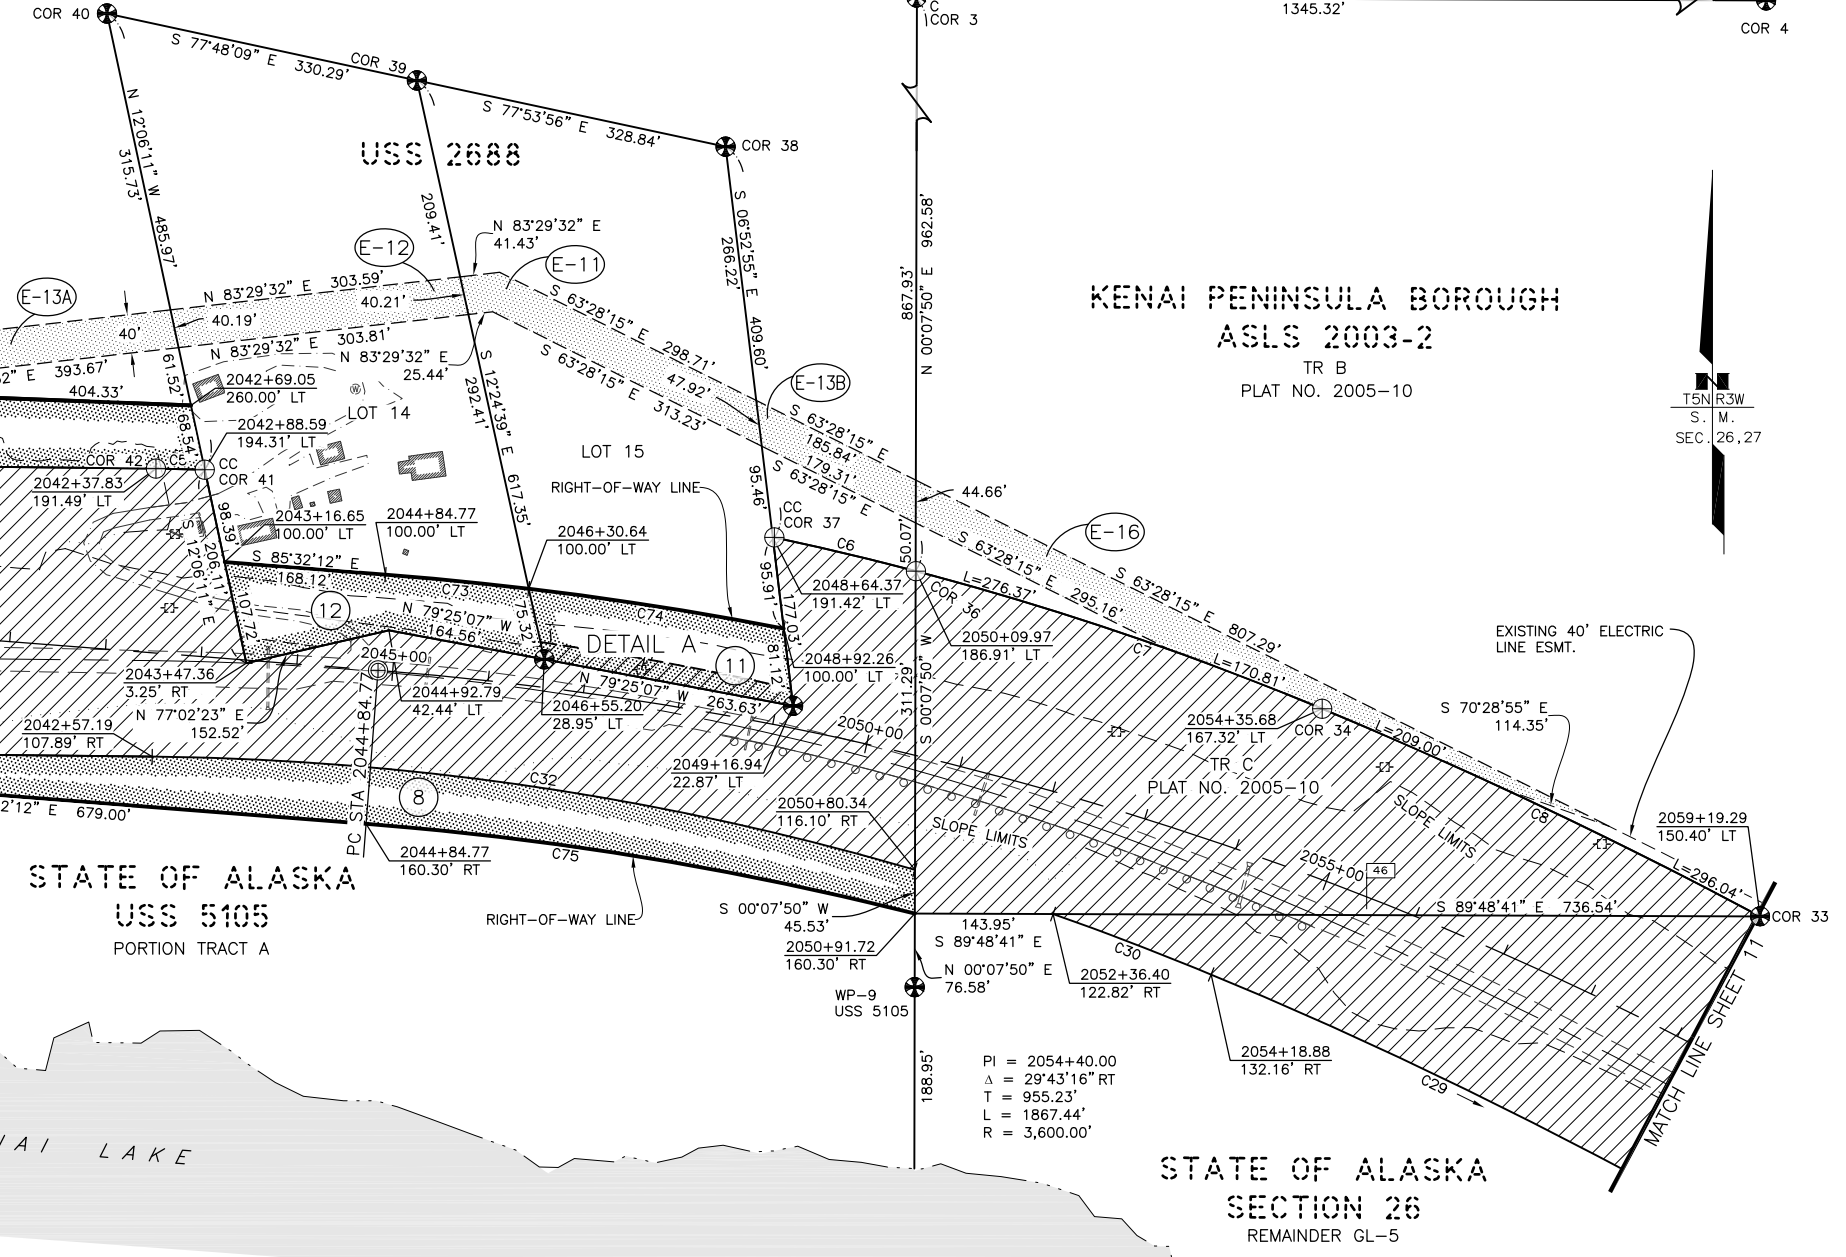 COR 40
S 77°48'09" E 330.29'
COR 39
S 77°53'56" E 328.84'
COR 38
C
COR 3
1345.32'
COR 4
USS 2688
N 12°06'11" W 485.97'
315.73'
209.41'
N 83°29'32" E
41.43'
E-12
E-11
E-13A
N 83°29'32" E 303.59'
40.21'
40.19'
40'
N 83°29'32" E 303.81'
N 83°29'32" E
25.44'
2" E 393.67'
404.33'
61.52'
68.54'
2042+69.05
260.00' LT
W
LOT 14
2042+88.59
194.31' LT
S 12°24'39" E 617.35'
292.41'
S 06°52'55" E 409.60'
266.22'
S 63°28'15" E 298.71'
47.92'
S 63°28'15" E 313.23'
E-13B
S 63°28'15" E
185.84'
179.31'
S 63°28'15" E
N 00°07'50" E 962.58'
867.93'
KENAI PENINSULA BOROUGH
ASLS 2003-2
TR B
PLAT NO. 2005-10
N
T5N R3W
S. M.
SEC. 26,27
LOT 15
COR 42
C5
CC
COR 41
2042+37.83
191.49' LT
RIGHT-OF-WAY LINE
95.46'
CC
COR 37
44.66'
E-16
98.39'
S 12°06'11" E
206.11'
107.72'
2043+16.65
100.00' LT
2044+84.77
100.00' LT
2046+30.64
100.00' LT
S 85°32'12" E
168.12'
C73
C74
C6
50.07'
COR 36
S 63°28'15" E 295.16'
L=276.37'
S 63°28'15" E 807.29'
2048+64.37
191.42' LT
95.91'
177.03'
81.12'
12
N 79°25'07" W
164.56'
75.32'
DETAIL A
11
2050+09.97
186.91' LT
C7
L=170.81'
EXISTING 40' ELECTRIC
LINE ESMT.
2043+47.36
3.25' RT
2045+00
2044+92.79
42.44' LT
N 79°25'07" W 263.63'
2048+92.26
100.00' LT
S 00°07'50" W
311.29'
N 77°02'23" E
152.52'
2046+55.20
28.95' LT
2050+00
2054+35.68
167.32' LT
COR 34
L=209.00'
S 70°28'55" E
114.35'
2042+57.19
107.89' RT
PC STA 2044+84.77
2049+16.94
22.87' LT
TR C
PLAT NO. 2005-10
2'12" E 679.00'
8
C32
2050+80.34
116.10' RT
SLOPE LIMITS
SLOPE LIMITS
C8
2059+19.29
150.40' LT
L=296.04'
2044+84.77
160.30' RT
C75
2055+00
46
STATE OF ALASKA
USS 5105
PORTION TRACT A
RIGHT-OF-WAY LINE
S 00°07'50" W
45.53'
143.95'
S 89°48'41" E
S 89°48'41" E 736.54'
COR 33
2050+91.72
160.30' RT
N 00°07'50" E
76.58'
C30
2052+36.40
122.82' RT
WP-9
USS 5105
2054+18.88
132.16' RT
C29
MATCH LINE SHEET 11
188.95'
PI = 2054+40.00
Δ = 29°43'16" RT
T = 955.23'
L = 1867.44'
R = 3,600.00'
AI LAKE
STATE OF ALASKA
SECTION 26
REMAINDER GL-5